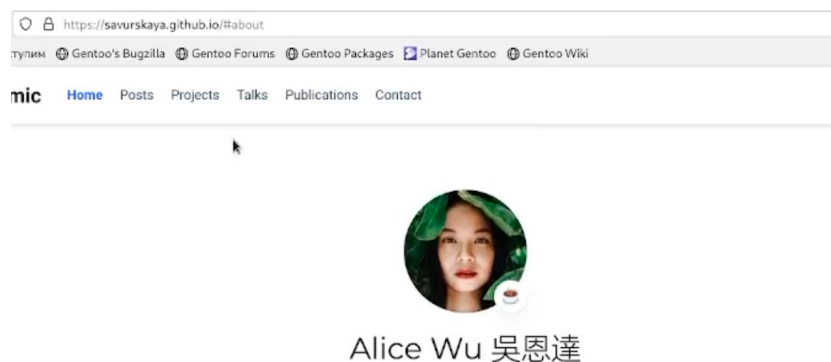 https://savurskaya.github.io/#about
тупим Gentoo's Bugzilla Gentoo Forums Gentoo Packages Planet Gentoo Gentoo Wiki
mic Home Posts Projects Talks Publications Contact
Alice Wu 吳恩達